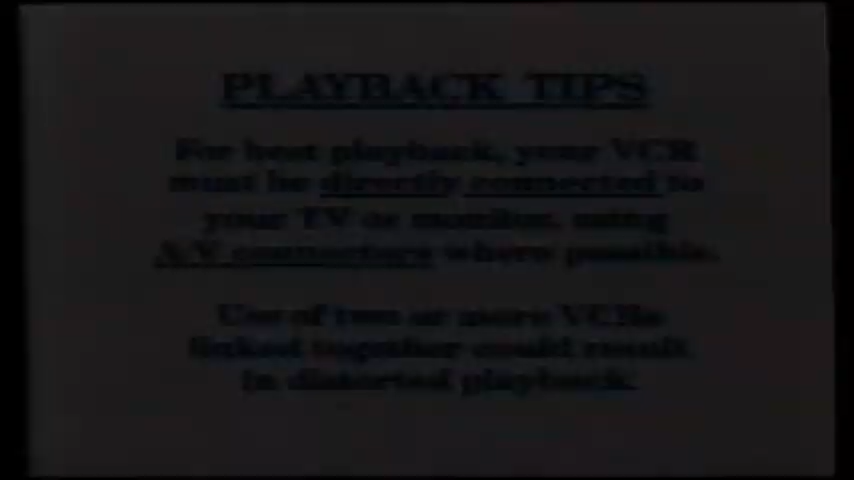 PLAYBACK TIPS
For best playback, your VCR
must be directly connected to
your TV or monitor, using
A/V connectors where possible.
Use of two or more VCRs
linked together could result
in distorted playback.